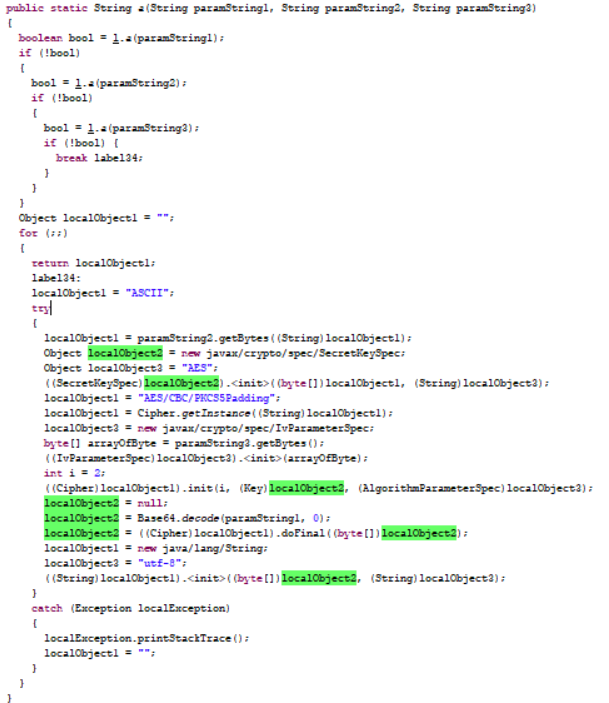 public static String a(String paramString1, String paramString2, String paramString3)
{
  boolean bool = l.a(paramString1);
  if (!bool)
  {
    bool = l.a(paramString2);
    if (!bool)
    {
      bool = l.a(paramString3);
      if (!bool) {
        break label34;
      }
    }
  }
  Object localObject1 = "";
  for (;;)
  {
    return localObject1;
    label34:
    localObject1 = "ASCII";
    try
    {
      localObject1 = paramString2.getBytes((String)localObject1);
      Object localObject2 = new javax/crypto/spec/SecretKeySpec;
      Object localObject3 = "AES";
      ((SecretKeySpec)localObject2).<init>((byte[])localObject1, (String)localObject3);
      localObject1 = "AES/CBC/PKCS5Padding";
      localObject1 = Cipher.getInstance((String)localObject1);
      localObject3 = new javax/crypto/spec/IvParameterSpec;
      byte[] arrayOfByte = paramString3.getBytes();
      ((IvParameterSpec)localObject3).<init>(arrayOfByte);
      int i = 2;
      ((Cipher)localObject1).init(i, (Key)localObject2, (AlgorithmParameterSpec)localObject3);
      localObject2 = null;
      localObject2 = Base64.decode(paramString1, 0);
      localObject2 = ((Cipher)localObject1).doFinal((byte[])localObject2);
      localObject1 = new java/lang/String;
      localObject3 = "utf-8";
      ((String)localObject1).<init>((byte[])localObject2, (String)localObject3);
    }
    catch (Exception localException)
    {
      localException.printStackTrace();
      localObject1 = "";
    }
  }
}